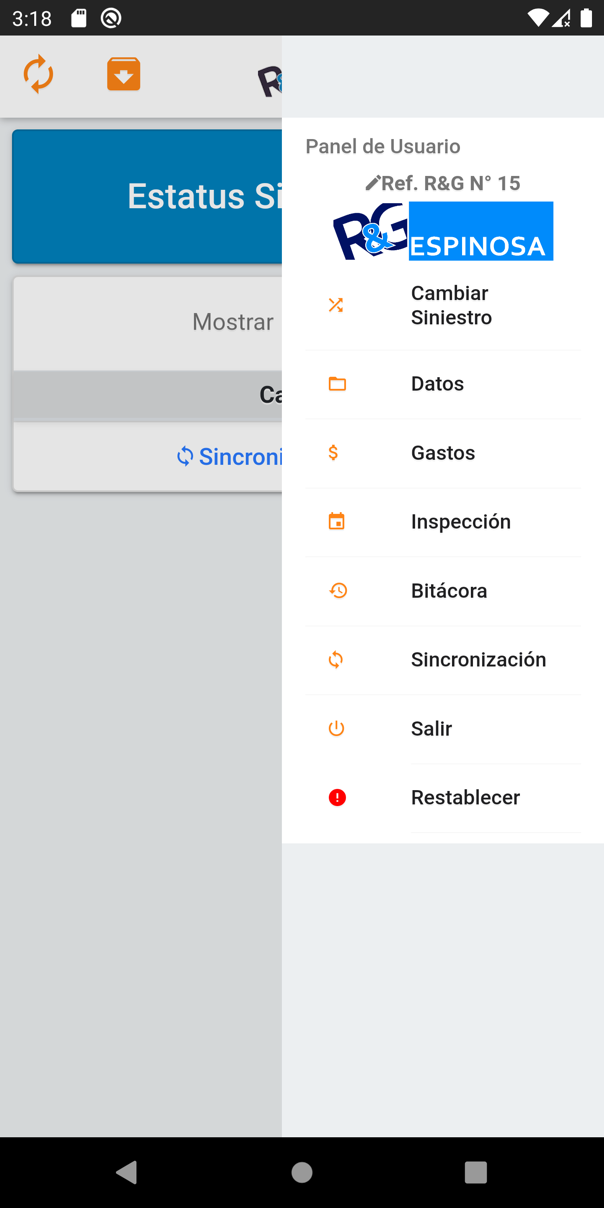 3:18
R&G
Estatus Si
Mostrar
Ca
Sincroni
Panel de Usuario
Ref. R&G N° 15
R&G ESPINOSA
Cambiar
Siniestro
Datos
Gastos
Inspección
Bitácora
Sincronización
Salir
Restablecer